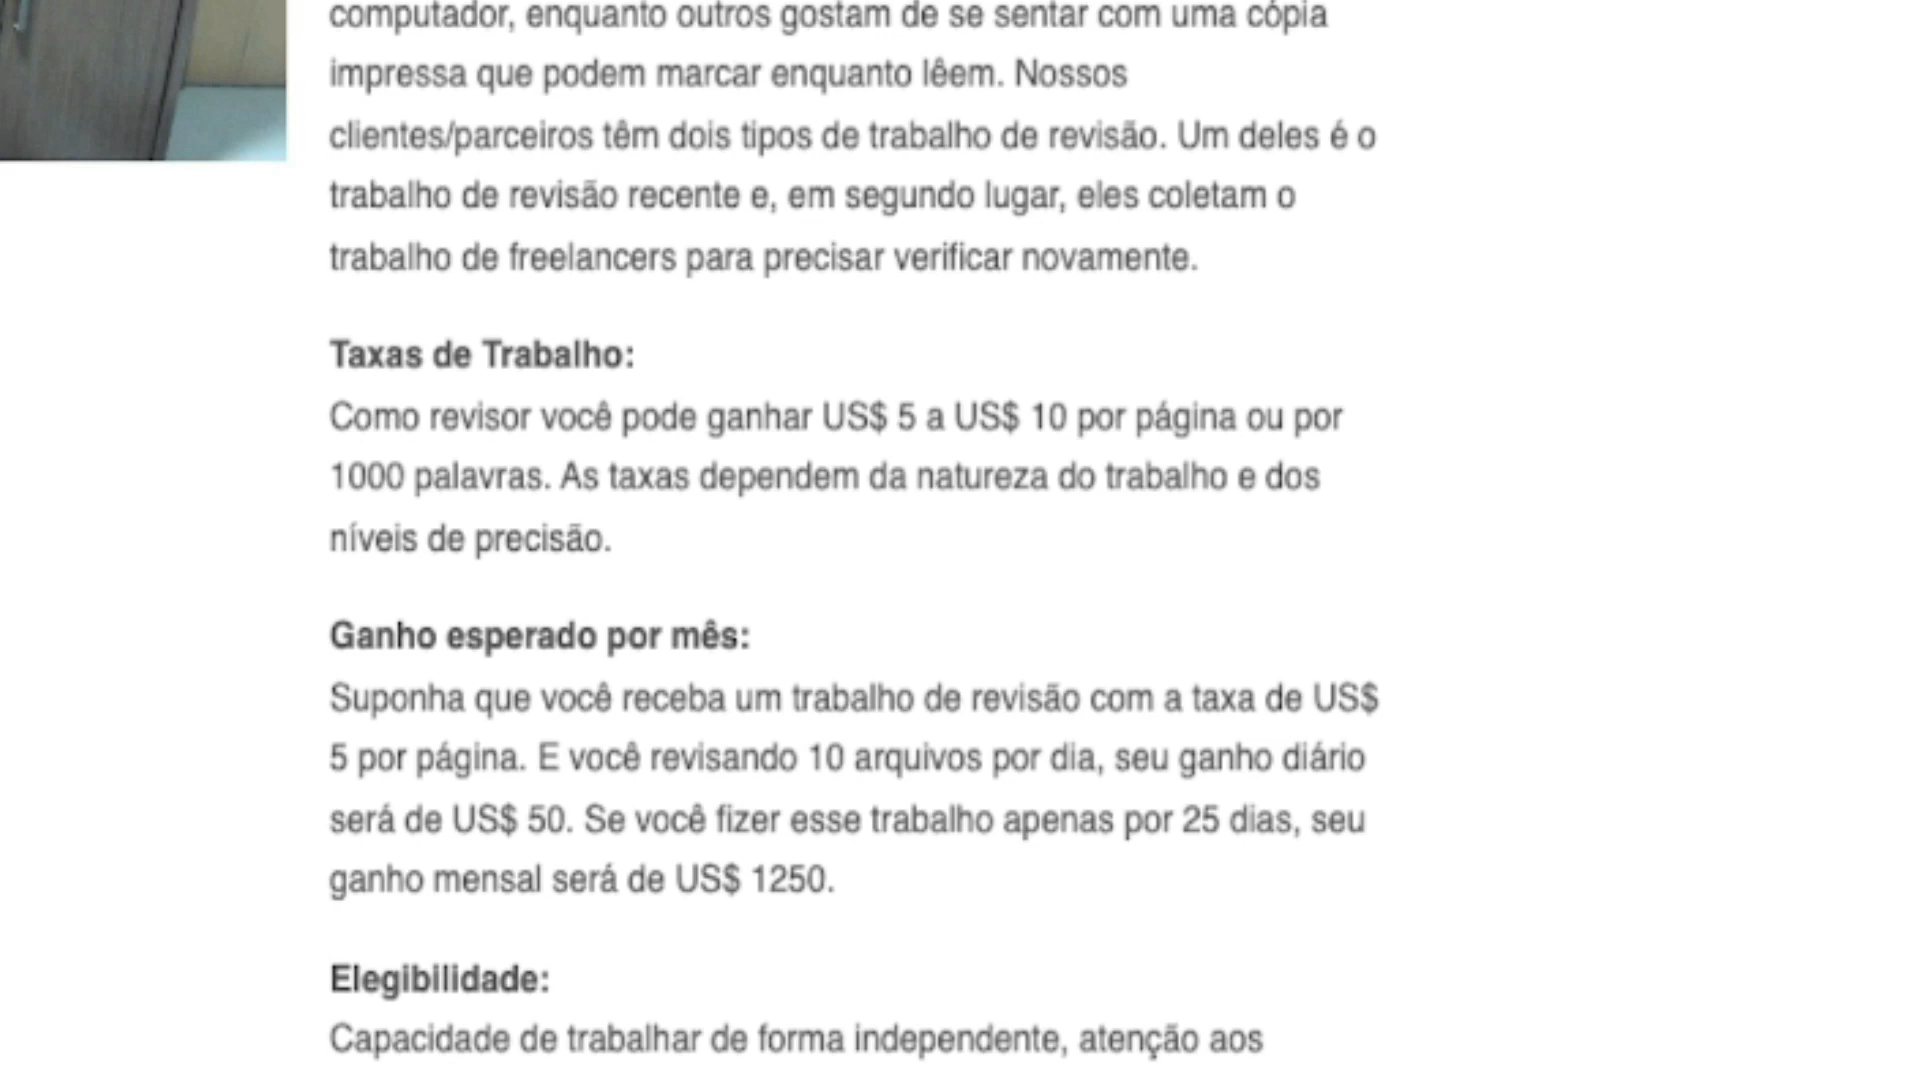 computador, enquanto outros gostam de se sentar com uma cópia
impressa que podem marcar enquanto lêem. Nossos
clientes/parceiros têm dois tipos de trabalho de revisão. Um deles é o
trabalho de revisão recente e, em segundo lugar, eles coletam o
trabalho de freelancers para precisar verificar novamente.
Taxas de Trabalho:
Como revisor você pode ganhar US$ 5 a US$ 10 por página ou por
1000 palavras. As taxas dependem da natureza do trabalho e dos
níveis de precisão.
Ganho esperado por mês:
Suponha que você receba um trabalho de revisão com a taxa de US$
5 por página. E você revisando 10 arquivos por dia, seu ganho diário
será de US$ 50. Se você fizer esse trabalho apenas por 25 dias, seu
ganho mensal será de US$ 1250.
Elegibilidade:
Capacidade de trabalhar de forma independente, atenção aos